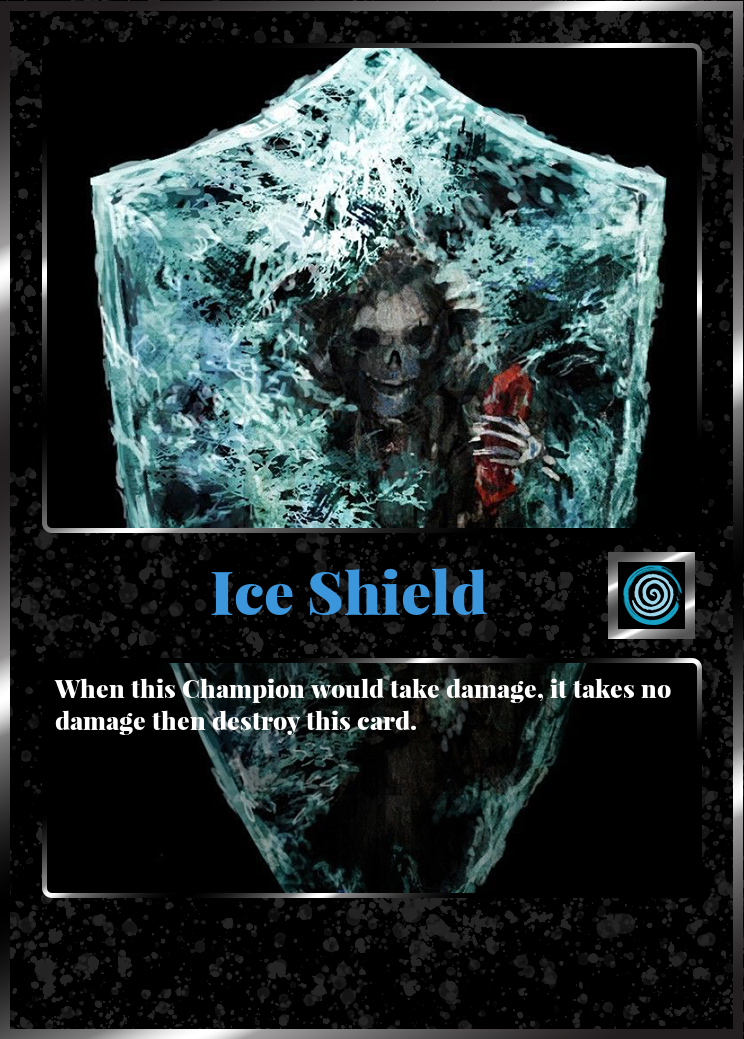 Ice Shield
When this Champion would take damage, it takes no
damage then destroy this card.